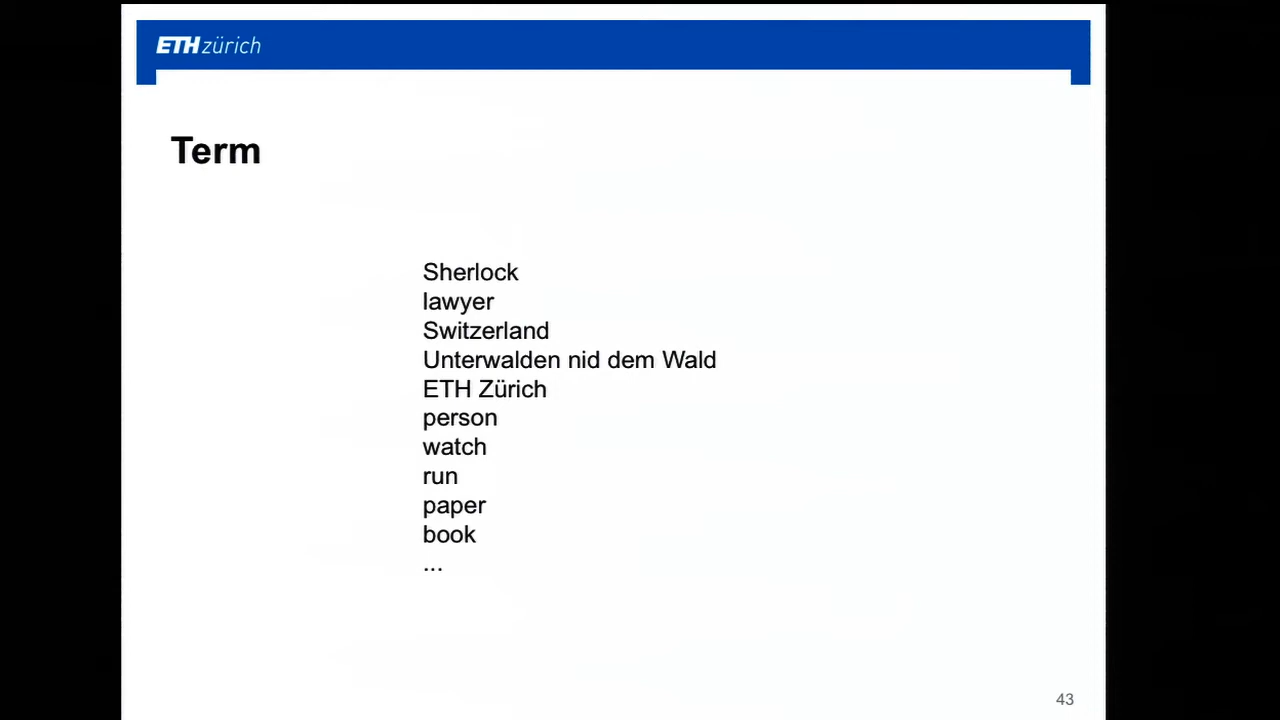 ETH zürich
Term
Sherlock
lawyer
Switzerland
Unterwalden nid dem Wald
ETH Zürich
person
watch
run
paper
book
...
43